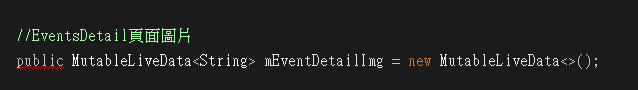 //EventsDetail頁面圖片
public MutableLiveData<String> mEventDetailImg = new MutableLiveData<>();